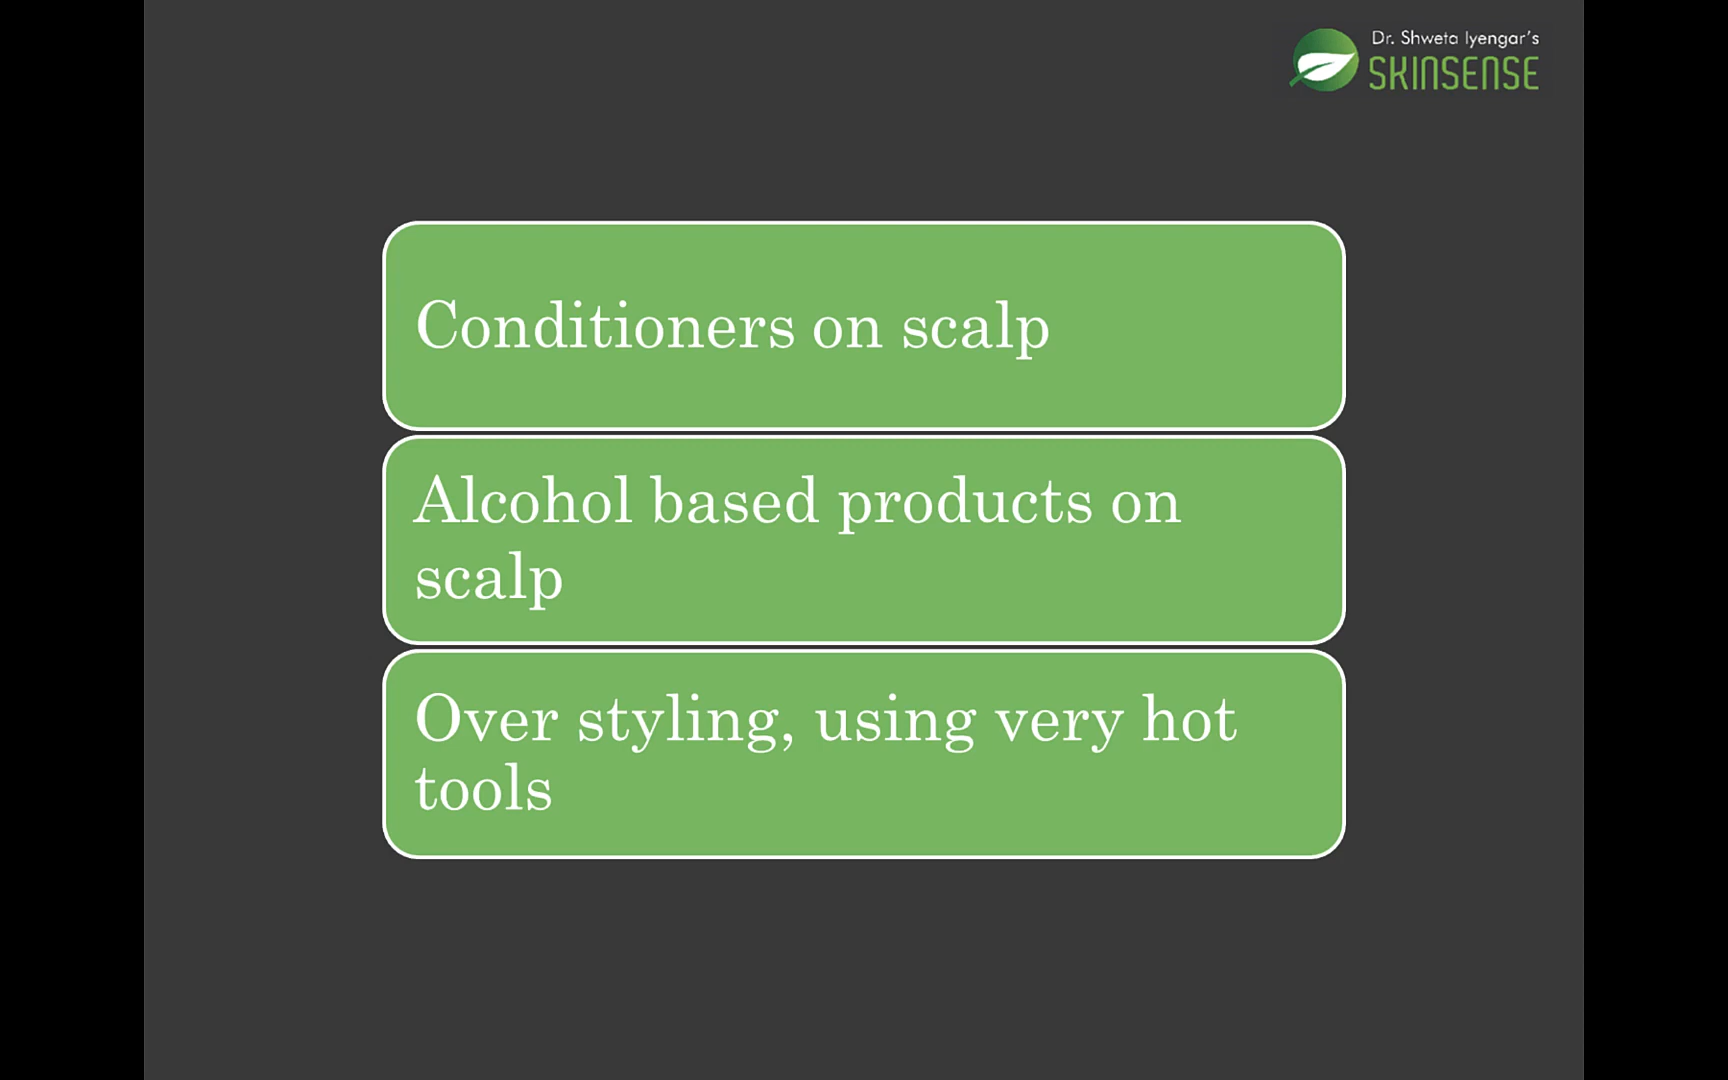 Dr. Shweta Iyengar's
SKINSENSE
Conditioners on scalp
Alcohol based products on
scalp
Over styling, using very hot
tools